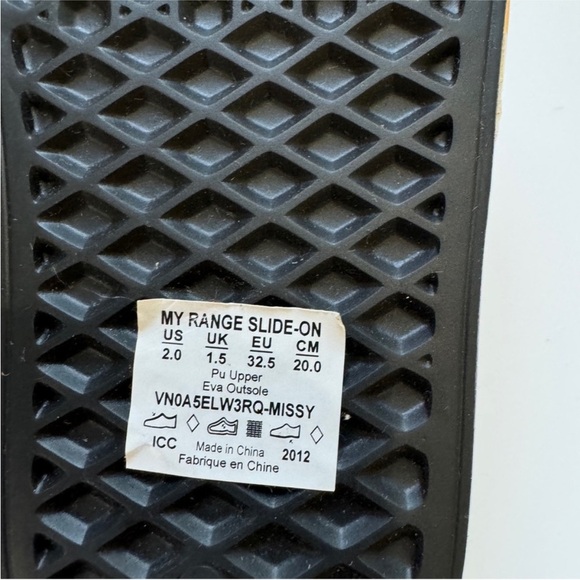 MY RANGE SLIDE-ON
US UK EU CM
2.0 1.5 32.5 20.0
Pu Upper
Eva Outsole
VN0A5ELW3RQ-MISSY
ICC Made in China 2012
Fabrique en Chine